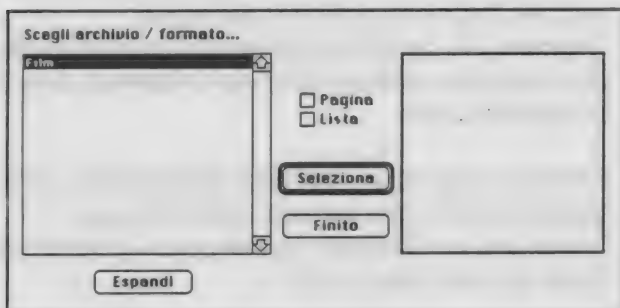 Scegli archivio / formato...
Film
Pagina
Lista
Seleziona
Finito
Espandi